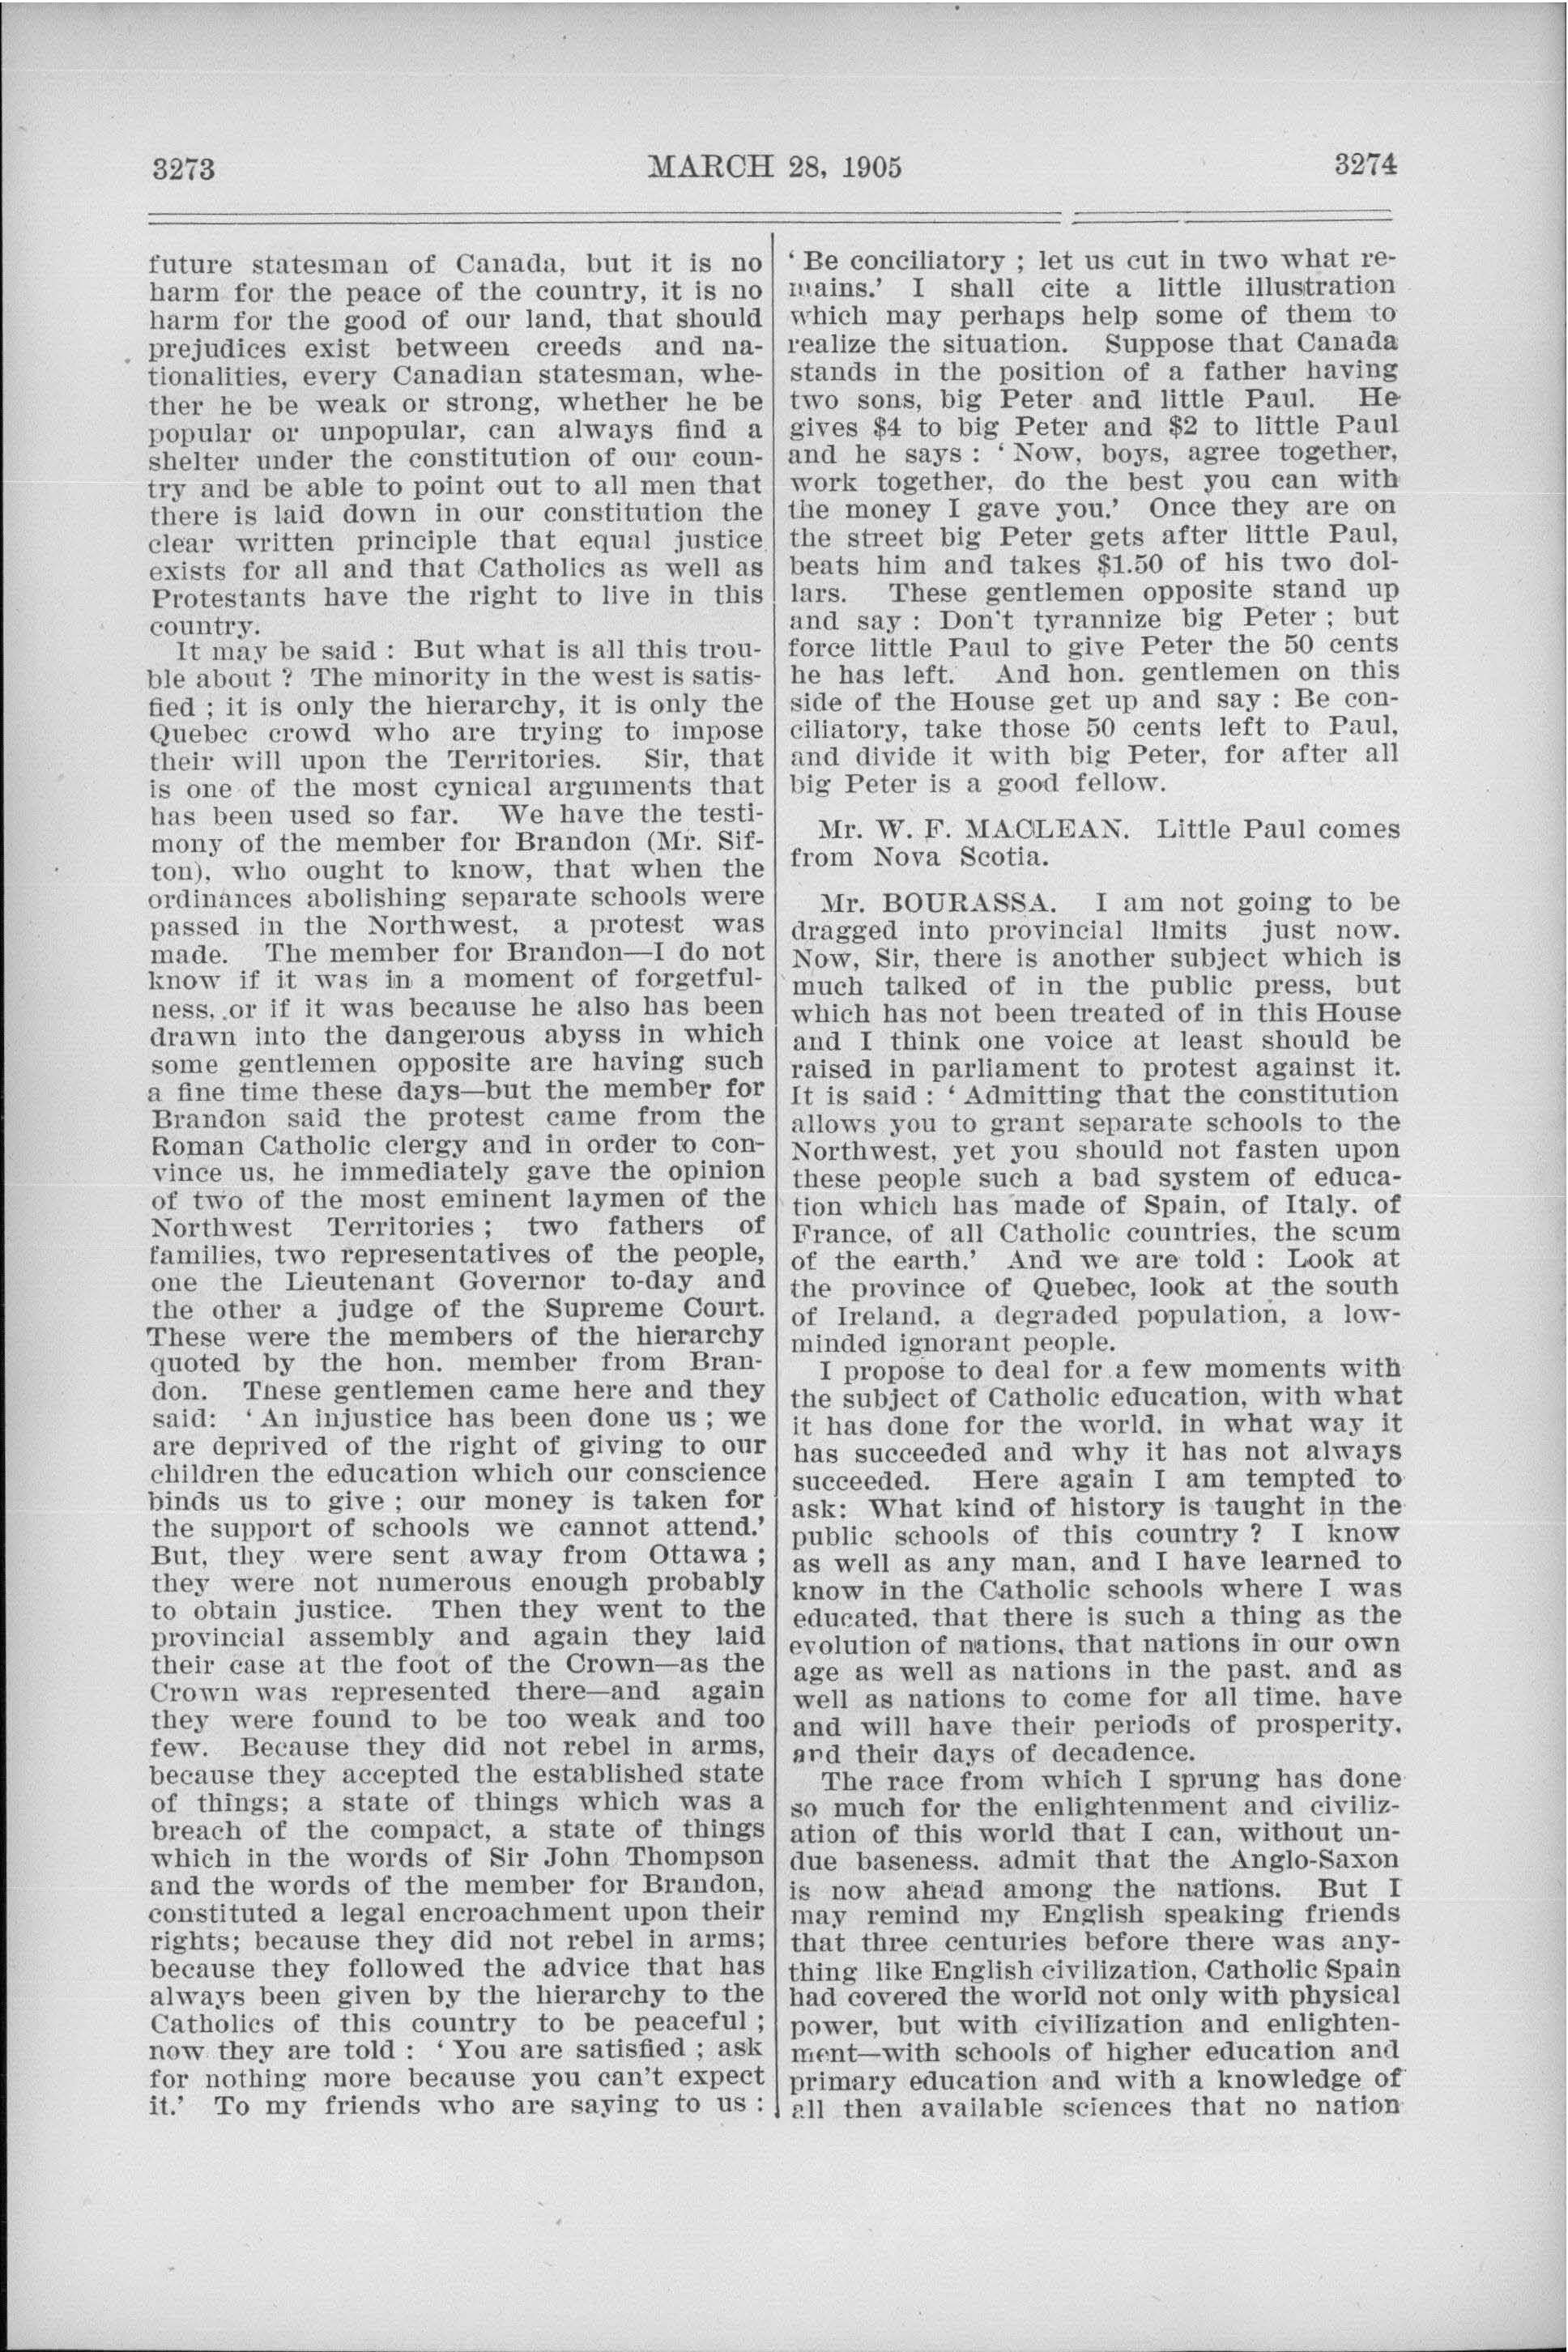 3273
MARCH 28, 1905
3274
future statesman of Canada, but it is no
harm for the peace of the country, it is no
harm for the good of our land, that should
prejudices exist between creeds and na-
tionalities, every Canadian statesman, whe-
ther he be weak or strong, whether he be
popular or unpopular, can always find a
shelter under the constitution of our coun-
try and be able to point out to all men that
there is laid down in our constitution the
clear written principle that equal justice
exists for all and that Catholics as well as
Protestants have the right to live in this
country.
It may be said : But what is all this trou-
ble about ? The minority in the west is satis-
fied ; it is only the hierarchy, it is only the
Quebec crowd who are trying to impose
their will upon the Territories. Sir, that
is one of the most cynical arguments that
has been used so far. We have the testi-
mony of the member for Brandon (Mr. Sif-
ton), who ought to know, that when the
ordinances abolishing separate schools were
passed in the Northwest, a protest was
made. The member for Brandon—I do not
know if it was in a moment of forgetful-
ness, or if it was because he also has been
drawn into the dangerous abyss in which
some gentlemen opposite are having such
a fine time these days—but the member for
Brandon said the protest came from the
Roman Catholic clergy and in order to con-
vince us, he immediately gave the opinion
of two of the most eminent laymen of the
Northwest Territories ; two fathers of
families, two representatives of the people,
one the Lieutenant Governor to-day and
the other a judge of the Supreme Court.
These were the members of the hierarchy
quoted by the hon. member from Bran-
don. These gentlemen came here and they
said: ‘ An injustice has been done us ; we
are deprived of the right of giving to our
children the education which our conscience
binds us to give ; our money is taken for
the support of schools we cannot attend.’
But, they were sent away from Ottawa ;
they were not numerous enough probably
to obtain justice. Then they went to the
provincial assembly and again they laid
their case at the foot of the Crown—as the
Crown was represented there—and again
they were found to be too weak and too
few. Because they did not rebel in arms,
because they accepted the established state
of things; a state of things which was a
breach of the compact, a state of things
which in the words of Sir John Thompson
and the words of the member for Brandon,
constituted a legal encroachment upon their
rights; because they did not rebel in arms;
because they followed the advice that has
always been given by the hierarchy to the
Catholics of this country to be peaceful ;
now they are told : ‘ You are satisfied ; ask
for nothing more because you can't expect
it.’ To my friends who are saying to us :
‘ Be conciliatory ; let us cut in two what re-
mains.’ I shall cite a little illustration
which may perhaps help some of them to
realize the situation. Suppose that Canada
stands in the position of a father having
two sons, big Peter and little Paul. He
gives $4 to big Peter and $2 to little Paul
and he says : ‘ Now, boys, agree together,
work together, do the best you can with
the money I gave you.’ Once they are on
the street big Peter gets after little Paul,
beats him and takes $1.50 of his two dol-
lars. These gentlemen opposite stand up
and say : Don't tyrannize big Peter ; but
force little Paul to give Peter the 50 cents
he has left. And hon. gentlemen on this
side of the House get up and say : Be con-
ciliatory, take those 50 cents left to Paul,
and divide it with big Peter, for after all
big Peter is a good fellow.
Mr. W. F. MACLEAN. Little Paul comes
from Nova Scotia.
Mr. BOURASSA. I am not going to be
dragged into provincial limits just now.
Now, Sir, there is another subject which is
much talked of in the public press, but
which has not been treated of in this House
and I think one voice at least should be
raised in parliament to protest against it.
It is said : ‘ Admitting that the constitution
allows you to grant separate schools to the
Northwest, yet you should not fasten upon
these people such a bad system of educa-
tion which has made of Spain, of Italy, of
France, of all Catholic countries, the scum
of the earth.’ And we are told : Look at
the province of Quebec, look at the south
of Ireland, a degraded population, a low-
minded ignorant people.
I propose to deal for a few moments with
the subject of Catholic education, with what
it has done for the world, in what way it
has succeeded and why it has not always
succeeded. Here again I am tempted to
ask: What kind of history is taught in the
public schools of this country ? I know
as well as any man, and I have learned to
know in the Catholic schools where I was
educated, that there is such a thing as the
evolution of nations, that nations in our own
age as well as nations in the past, and as
well as nations to come for all time, have
and will have their periods of prosperity,
and their days of decadence.
The race from which I sprung has done
so much for the enlightenment and civiliz-
ation of this world that I can, without un-
due baseness, admit that the Anglo-Saxon
is now ahead among the nations. But I
may remind my English speaking friends
that three centuries before there was any-
thing like English civilization, Catholic Spain
had covered the world not only with physical
power, but with civilization and enlighten-
ment—with schools of higher education and
primary education and with a knowledge of
all then available sciences that no nation